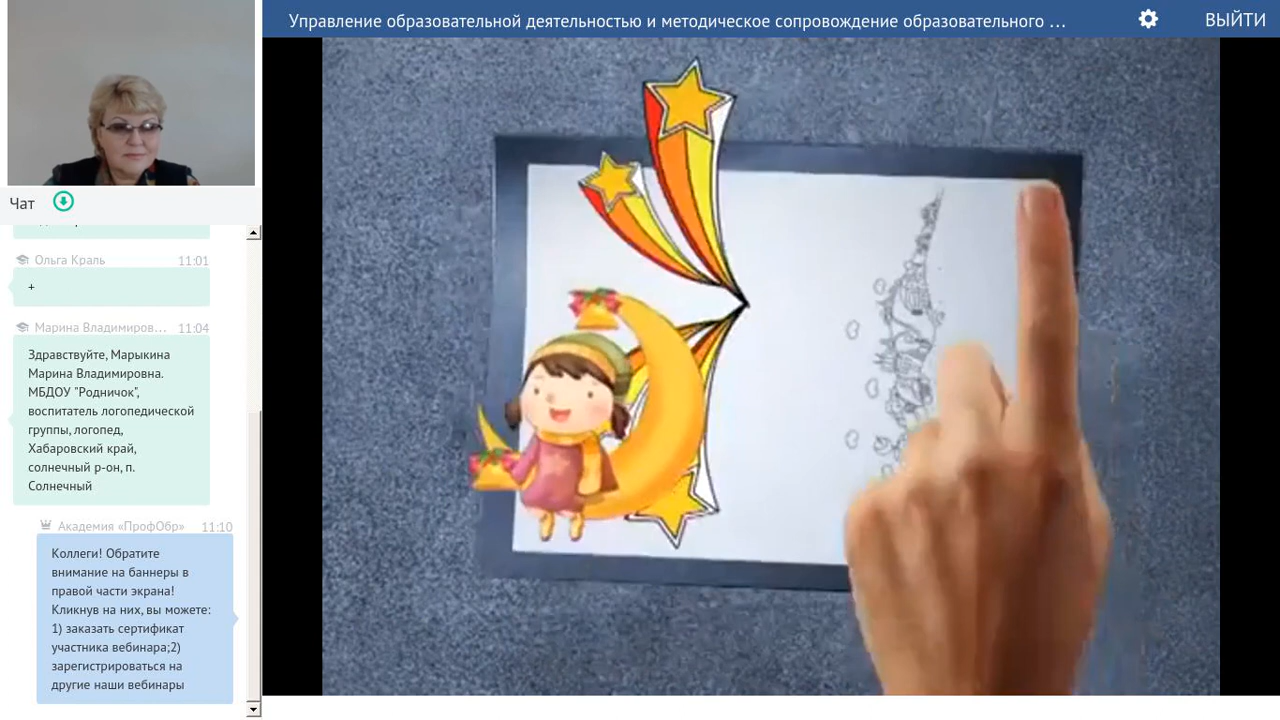 Управление образовательной деятельностью и методическое сопровождение образовательного ...
ВЫЙТИ
Чат
Ольга Краль 11:01
+
Марина Владимиров... 11:04
Здравствуйте, Марыкина
Марина Владимировна.
МБДОУ "Родничок",
воспитатель логопедической
группы, логопед,
Хабаровский край,
солнечный р-он, п.
Солнечный
Академия «ПрофОбр» 11:10
Коллеги! Обратите
внимание на баннеры в
правой части экрана!
Кликнув на них, вы можете:
1) заказать сертификат
участника вебинара;2)
зарегистрироваться на
другие наши вебинары